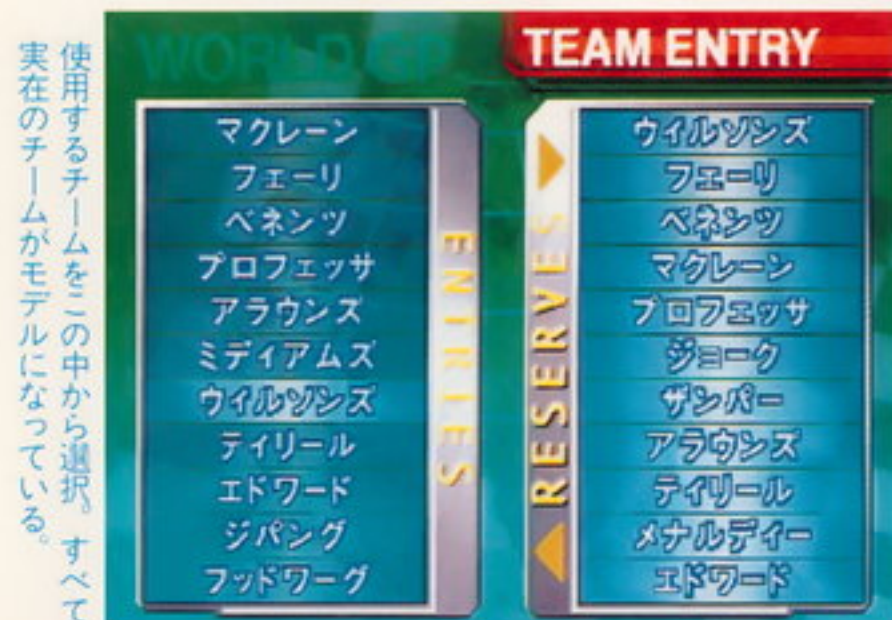 使用するチームをこの中から選択。すべて
実在のチームがモデルになっている。
WORLD GP
TEAM ENTRY
マクレーン
フェーリ
ベネンツ
プロフェッサ
アラウンズ
ミディアムズ
ウイルソンズ
ティリール
エドワード
ジパング
フッドワーグ
ENTRIES
RESERVES
ウイルソンズ
フェーリ
ベネンツ
マクレーン
プロフェッサ
ジョーク
ザンパー
アラウンズ
ティリール
メナルディー
エドワード